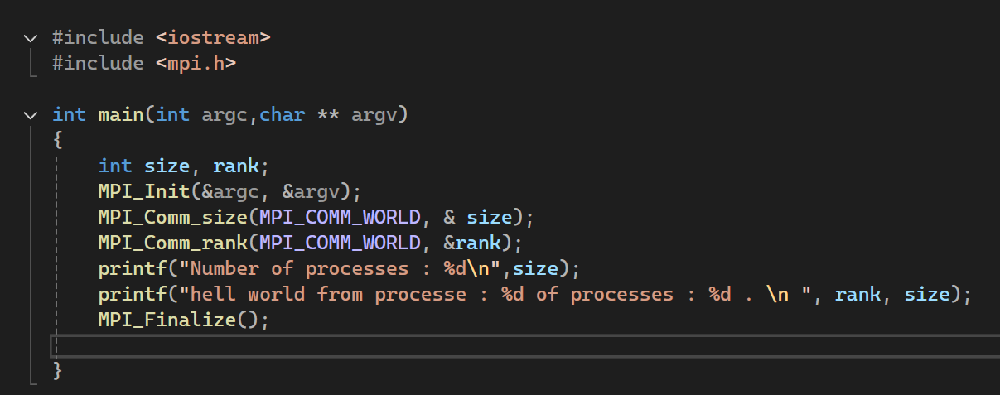 #include <iostream>
#include <mpi.h>
int main(int argc,char ** argv)
{
int size, rank;
MPI_Init(&argc, &argv);
MPI_Comm_size(MPI_COMM_WORLD, & size);
MPI_Comm_rank(MPI_COMM_WORLD, &rank);
printf("Number of processes : %d\n",size);
printf("hell world from processe : %d of processes : %d . \n ", rank, size);
MPI_Finalize();
}